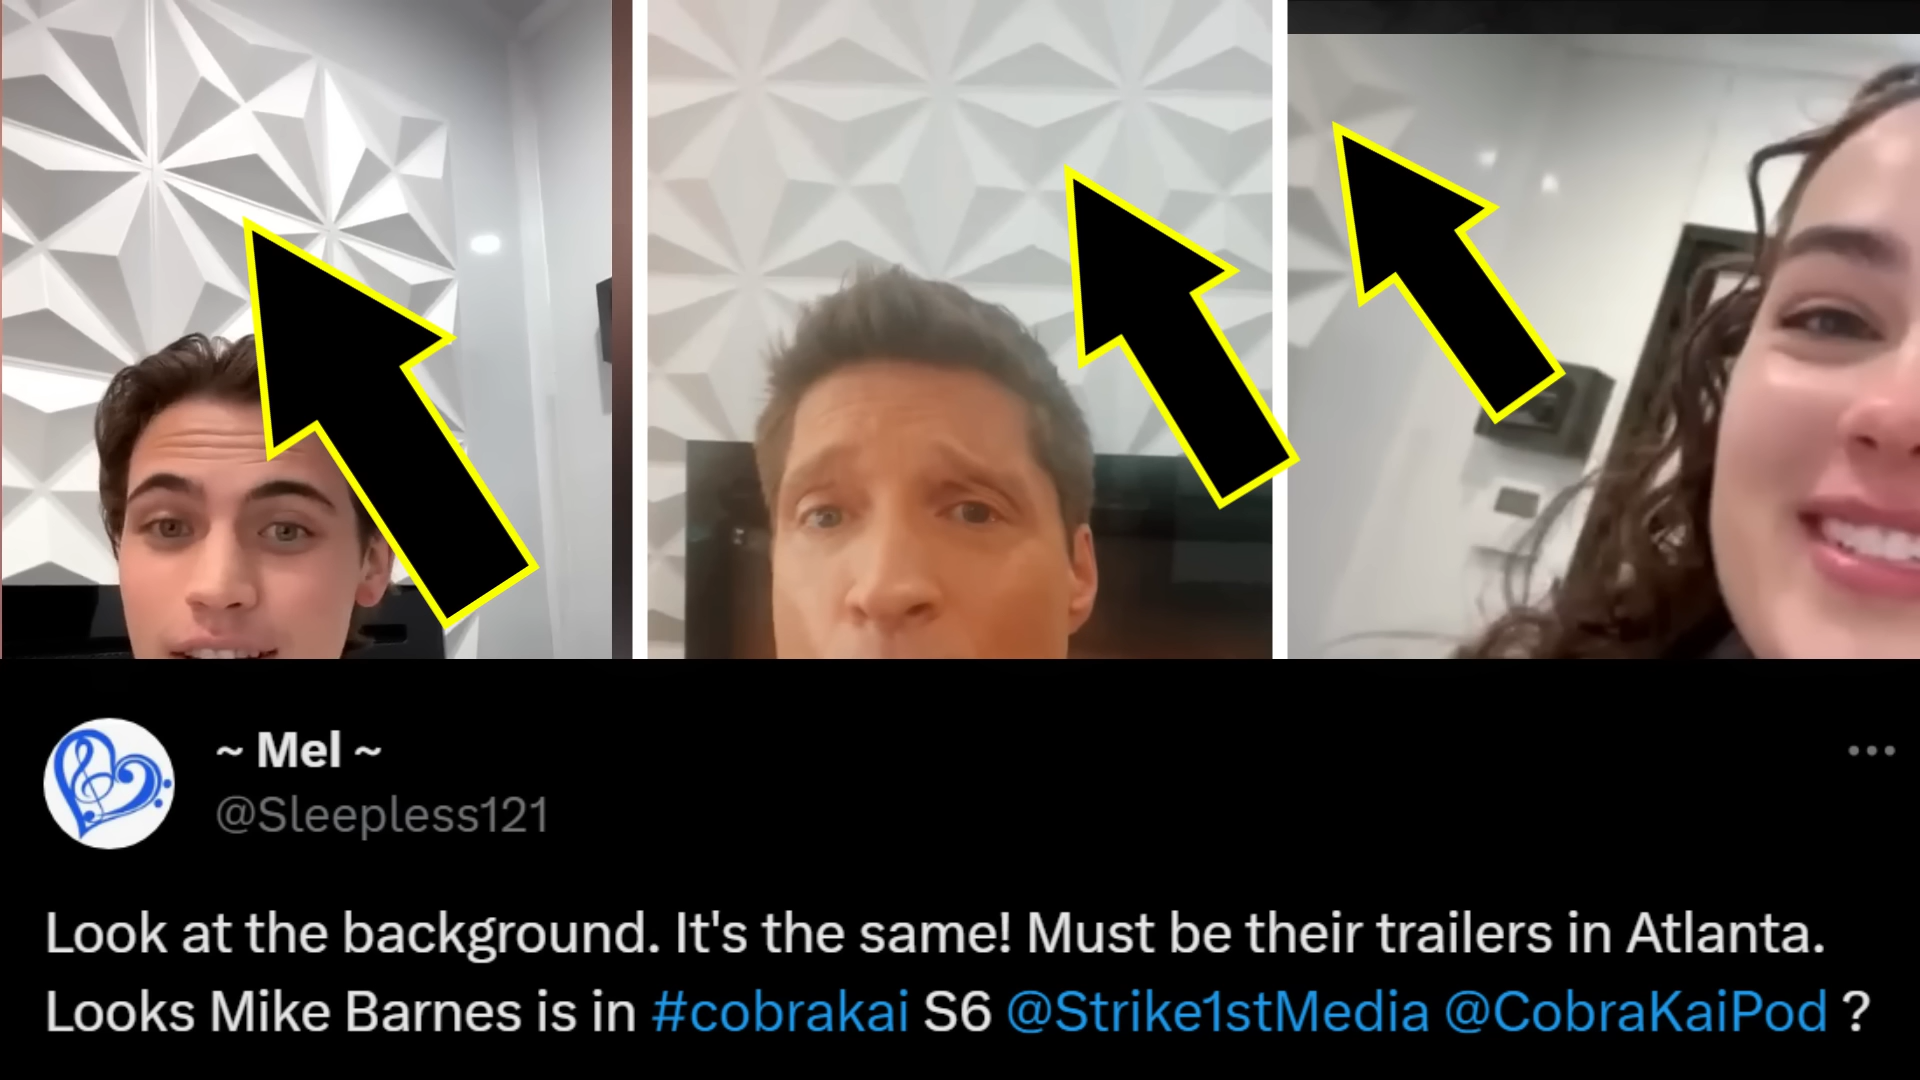 ~ Mel ~
@Sleepless121
Look at the background. It's the same! Must be their trailers in Atlanta.
Looks Mike Barnes is in #cobrakai S6 @Strike1stMedia @CobraKaiPod ?